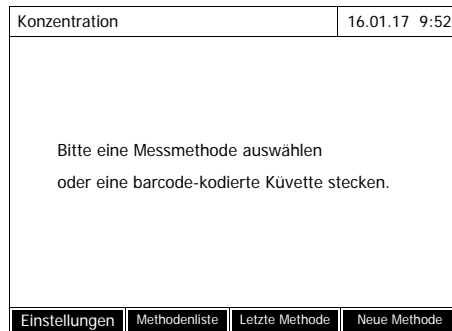 Konzentration 16.01.17 9:52
Bitte eine Messmethode auswählen
oder eine barcode-kodierte Küvette stecken.
Einstellungen Methodenliste Letzte Methode Neue Methode